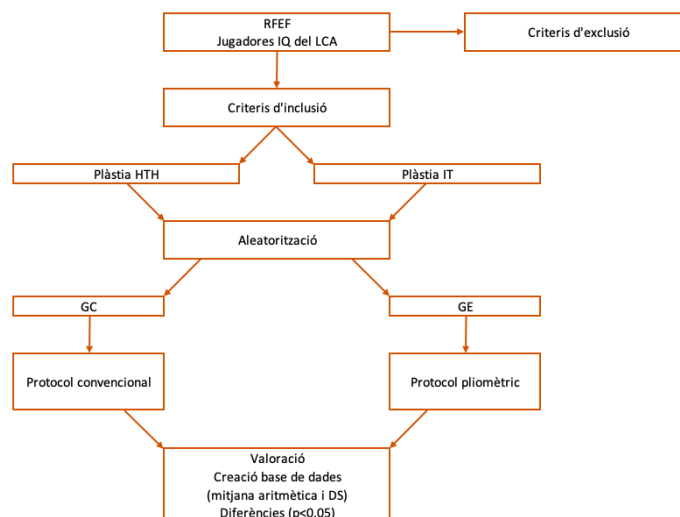 RFEF
Jugadores IQ del LCA
Criteris d'exclusió
Criteris d'inclusió
Plàstia HTH
Plàstia IT
Aleatorització
GC
GE
Protocol convencional
Protocol pliomètric
Valoració
Creació base de dades
(mitjana aritmètica i DS)
Diferències (p<0.05)